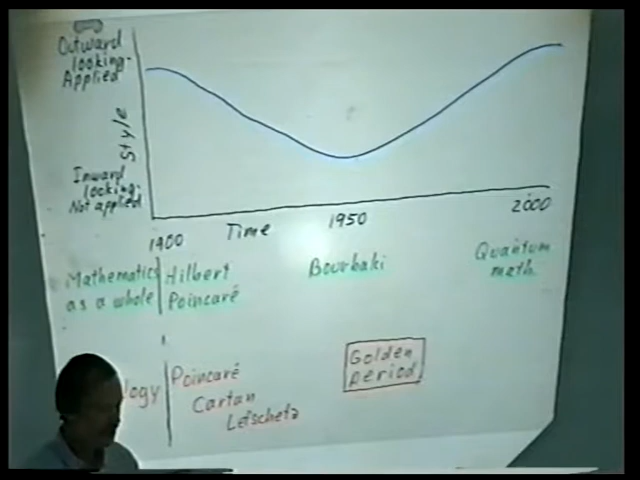 Outward
looking-
Applied
Style
Inward
looking-
Not applied
1900 Time 1950 2000
Mathematics
as a whole
Hilbert
Poincaré
Bourbaki
Quantum
math.
logy
Poincaré
Cartan
Lefschetz
Golden
period